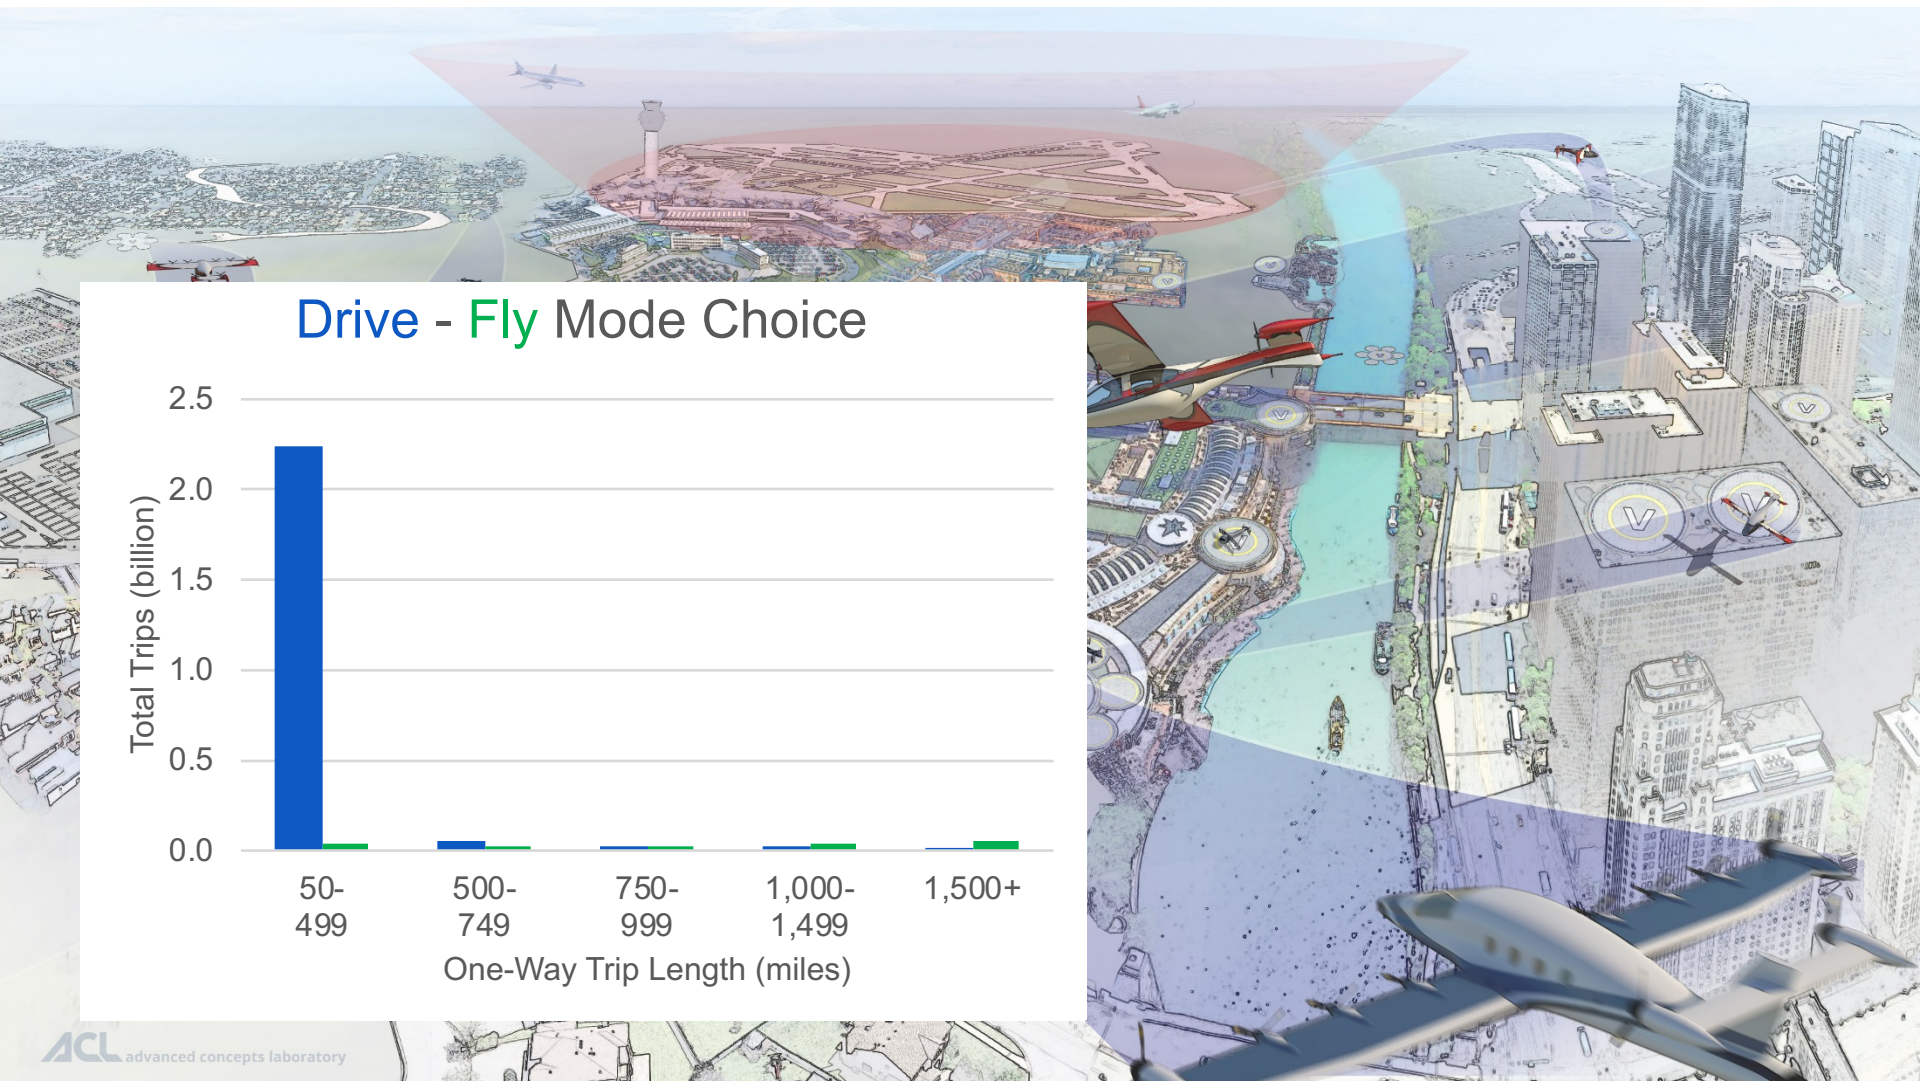 Drive - Fly Mode Choice
2.5
2.0
1.5
1.0
0.5
0.0
Total Trips (billion)
50-
499
500-
749
750-
999
1,000-
1,499
1,500+
One-Way Trip Length (miles)
ACL advanced concepts laboratory
V
V
V
V
V
V
V